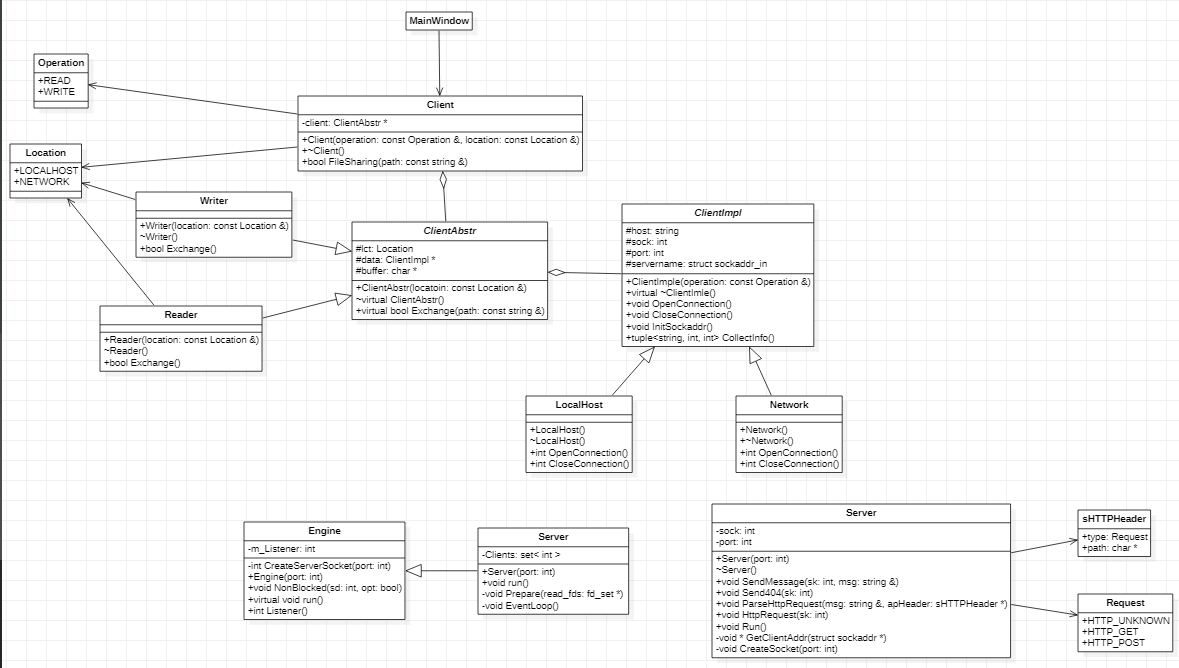 MainWindow
Operation
+READ
+WRITE
Client
-client: ClientAbstr *
+Client(operation: const Operation &, location: const Location &)
+~Client()
+bool FileSharing(path: const string &)
Location
+LOCALHOST
+NETWORK
Writer
+Writer(location: const Location &)
~Writer()
+bool Exchange()
ClientAbstr
#lct: Location
#data: ClientImpl *
#buffer: char *
+ClientAbstr(locatoin: const Location &)
~virtual ClientAbstr()
+virtual bool Exchange(path: const string &)
ClientImpl
#host: string
#sock: int
#port: int
#servername: struct sockaddr_in
+ClientImple(operation: const Operation &)
+virtual ~ClientImle()
+void OpenConnection()
+void CloseConnection()
+void InitSockaddr()
+tuple<string, int, int> CollectInfo()
Reader
+Reader(location: const Location &)
~Reader()
+bool Exchange()
LocalHost
+LocalHost()
~LocalHost()
+int OpenConnection()
+int CloseConnection()
Network
+Network()
+~Network()
+int OpenConnection()
+int CloseConnection()
Engine
-m_Listener: int
-int CreateServerSocket(port: int)
+Engine(port: int)
+void NonBlocked(sd: int, opt: bool)
+virtual void run()
+int Listener()
Server
-Clients: set< int >
+Server(port: int)
+void run()
-void Prepare(read_fds: fd_set *)
-void EventLoop()
Server
-sock: int
-port: int
+Server(port: int)
~Server()
+void SendMessage(sk: int, msg: string &)
+void Send404(sk: int)
+void ParseHttpRequest(msg: string &, apHeader: sHTTPHeader *)
+void HttpRequest(sk: int)
+void Run()
-void * GetClientAddr(struct sockaddr *)
-void CreateSocket(port: int)
sHTTPHeader
+type: Request
+path: char *
Request
+HTTP_UNKNOWN
+HTTP_GET
+HTTP_POST